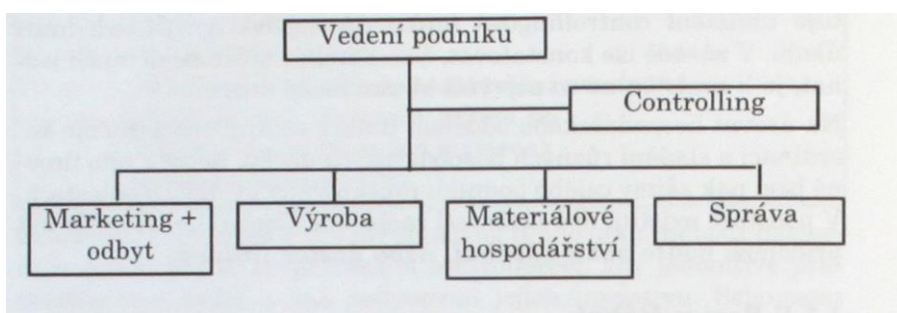 Vedení podniku
Controlling
Marketing +
odbyt
Výroba
Materiálové
hospodářství
Správa